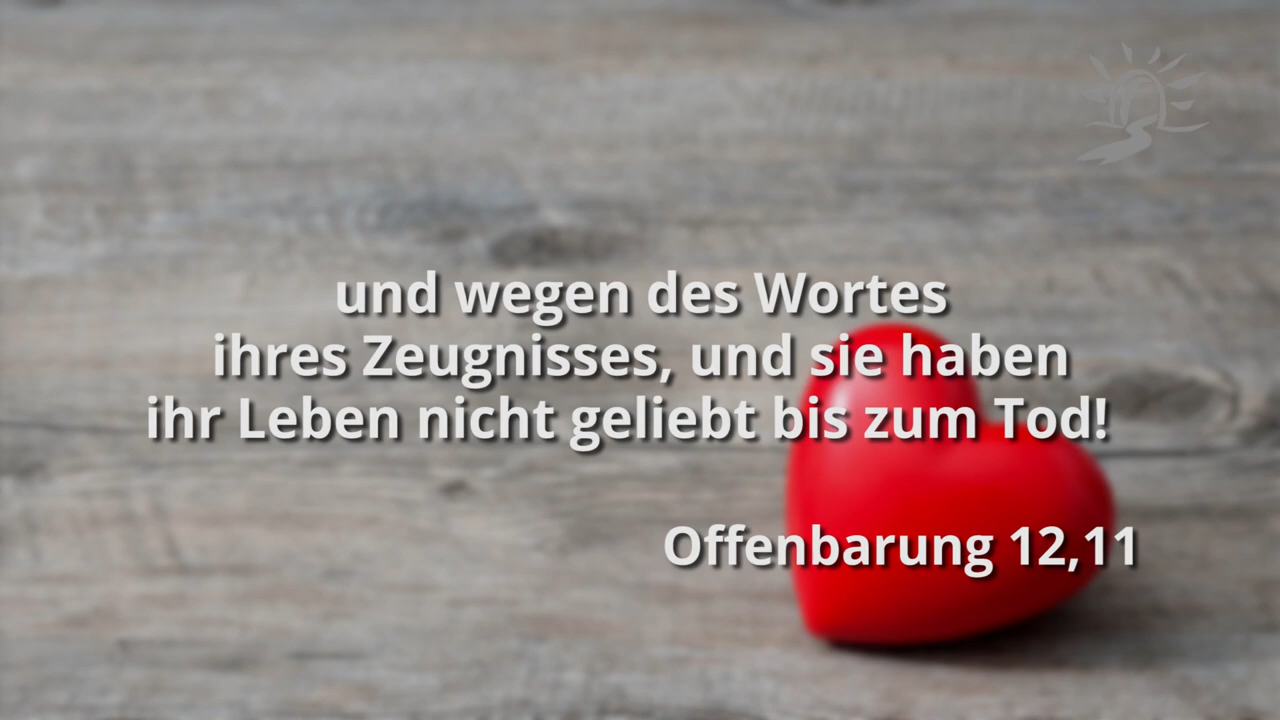 und wegen des Wortes
ihres Zeugnisses, und sie haben
ihr Leben nicht geliebt bis zum Tod!
Offenbarung 12,11